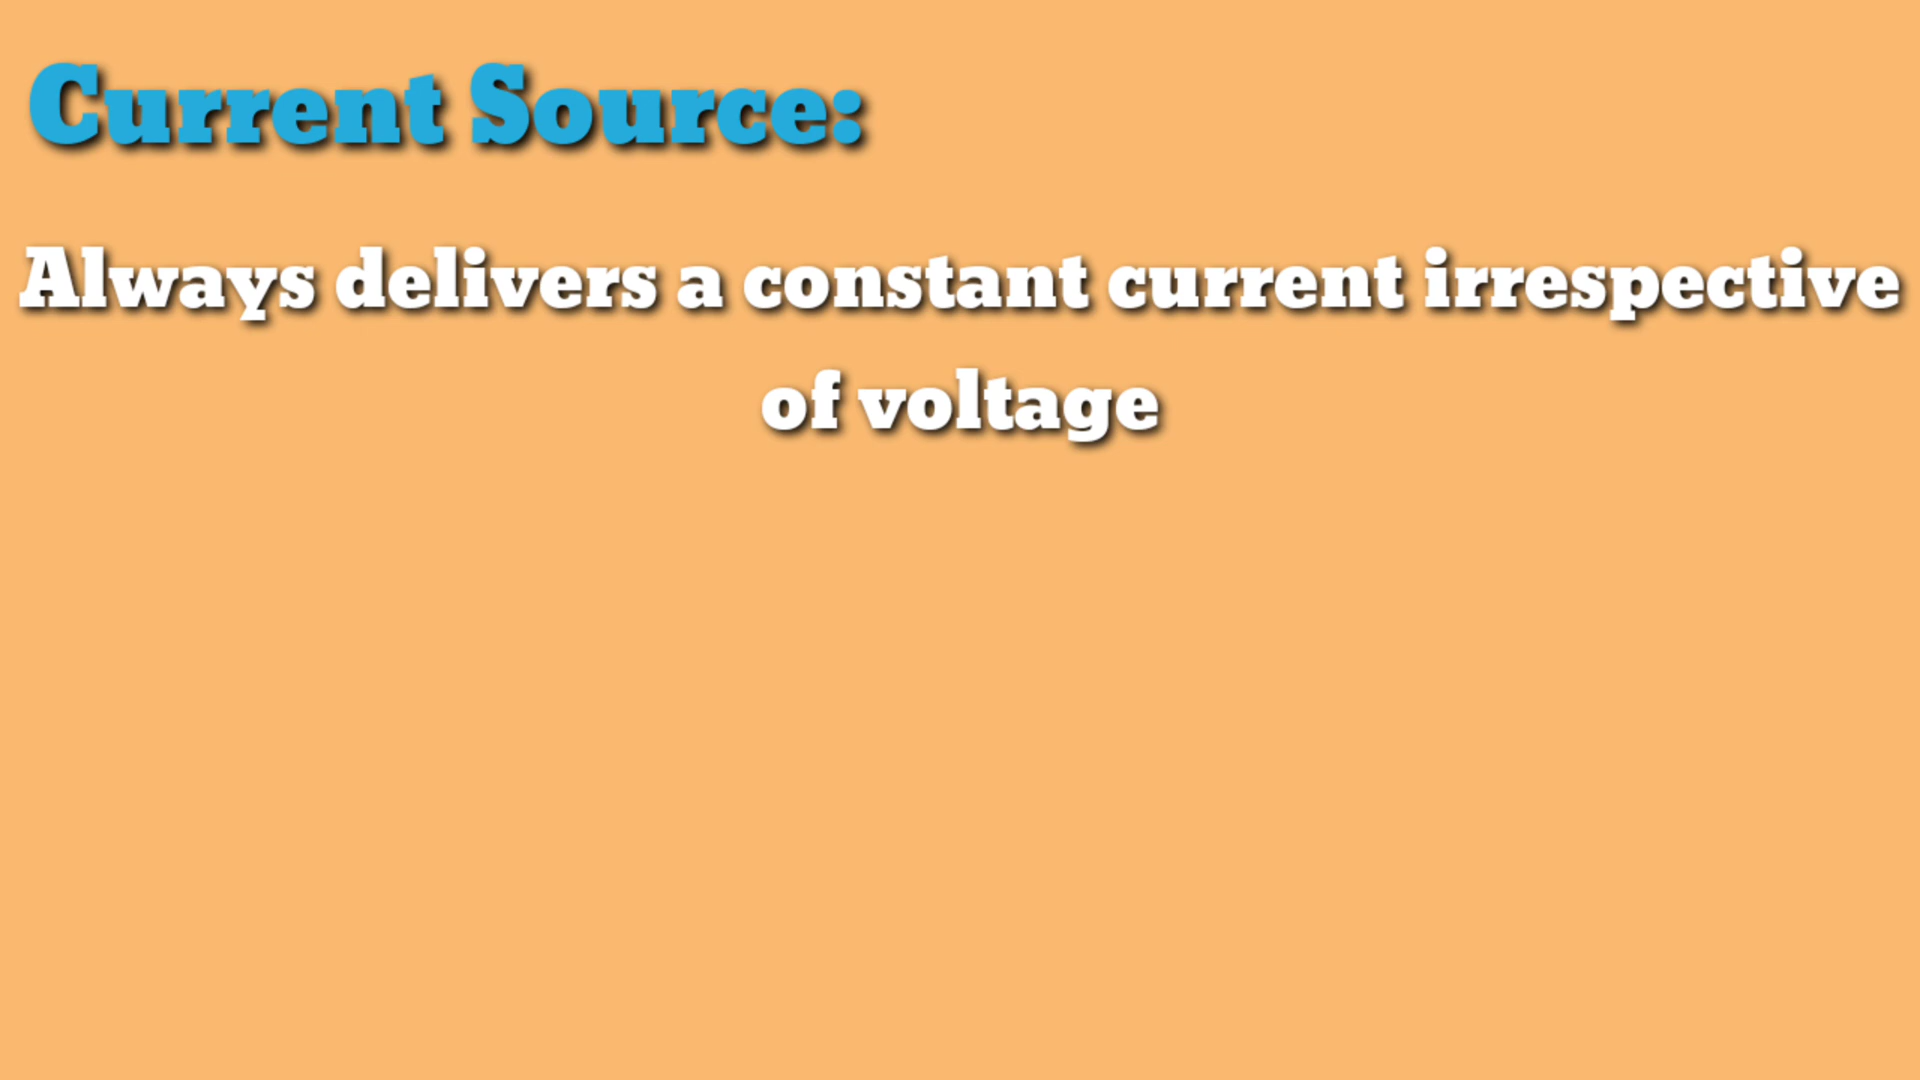 Current Source:
Always delivers a constant current irrespective
of voltage